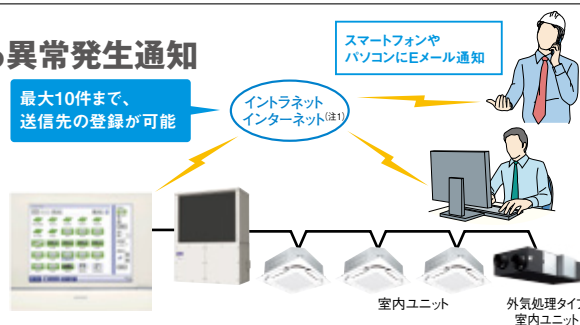 異常発生通知
最大10件まで、
送信先の登録が可能
イントラネット
インターネット(注1)
スマートフォンや
パソコンにEメール通知
室内ユニット
外気処理タイプ
室内ユニット